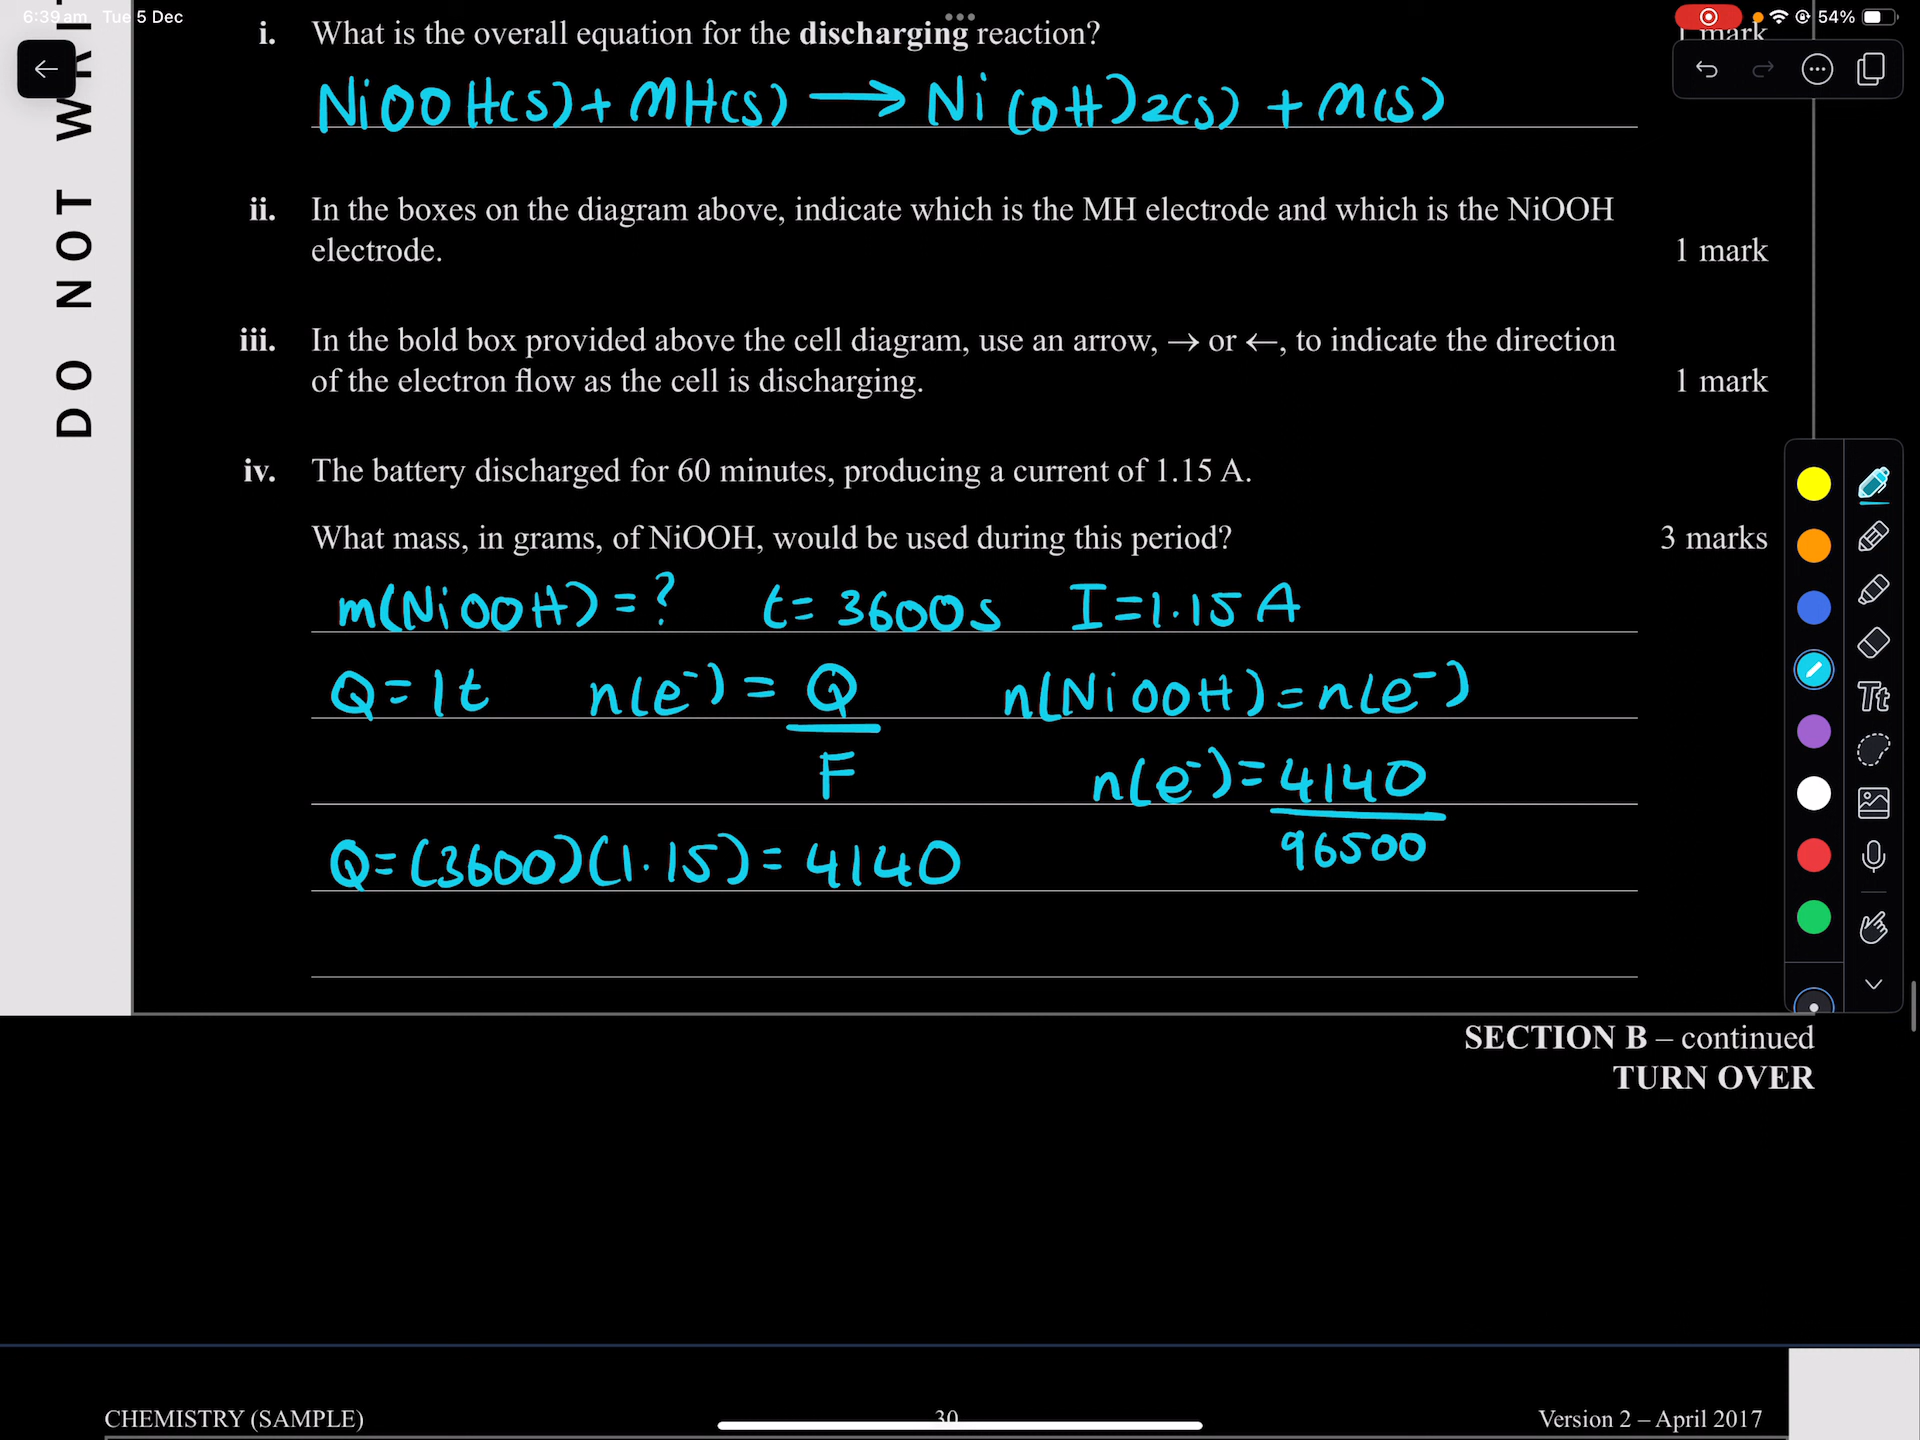 6:39 am Tue 5 Dec
54%
i. What is the overall equation for the discharging reaction? 1 mark
NiOOH(s) + MH(s) → Ni(OH)2(s) + M(s)
DO NOT WRI
ii. In the boxes on the diagram above, indicate which is the MH electrode and which is the NiOOH
electrode. 1 mark
iii. In the bold box provided above the cell diagram, use an arrow, → or ←, to indicate the direction
of the electron flow as the cell is discharging. 1 mark
iv. The battery discharged for 60 minutes, producing a current of 1.15 A.
What mass, in grams, of NiOOH, would be used during this period? 3 marks
m(NiOOH) = ? t = 3600s I = 1.15 A
Q = It n(e⁻) = Q/F n(NiOOH) = n(e⁻)
n(e⁻) = 4140/96500
Q = (3600)(1.15) = 4140
Tt
SECTION B – continued
TURN OVER
CHEMISTRY (SAMPLE) 30 Version 2 – April 2017